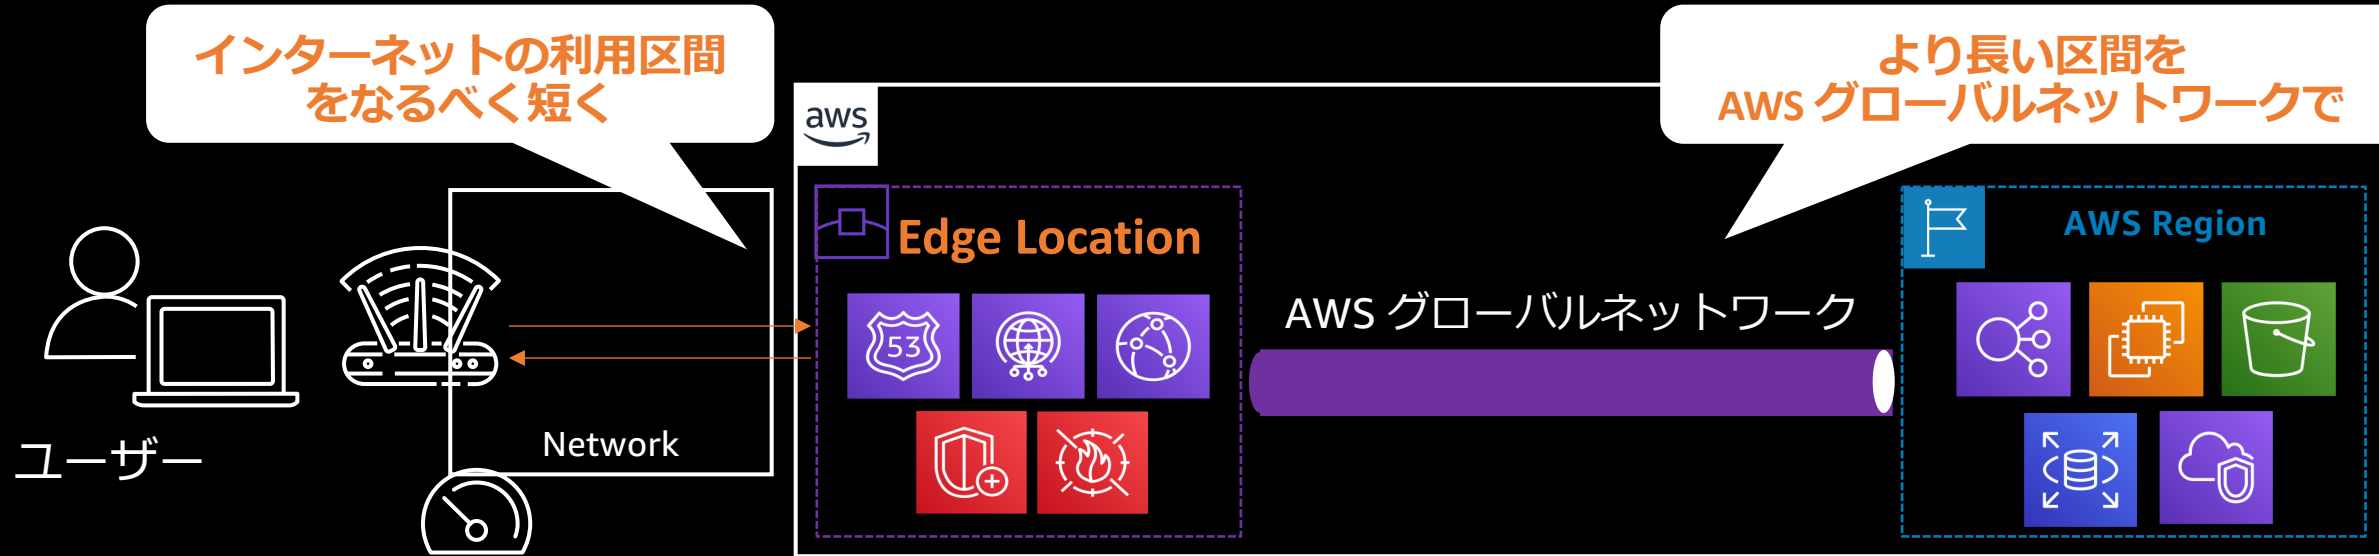 インターネットの利用区間
をなるべく短く
より長い区間を
AWS グローバルネットワークで
aws
Edge Location
AWS Region
53
AWS グローバルネットワーク
Network
ユーザー